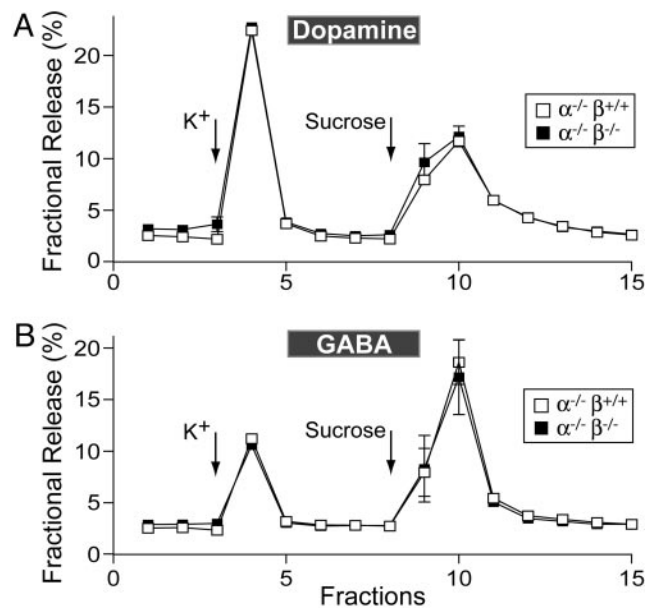 A
Dopamine
Fractional Release (%)
20
15
10
5
0
K+
Sucrose
α-/- β+/+
α-/- β-/-
0 5 10 15
B
GABA
Fractional Release (%)
20
15
10
5
0
K+
Sucrose
α-/- β+/+
α-/- β-/-
0 5 10 15
Fractions